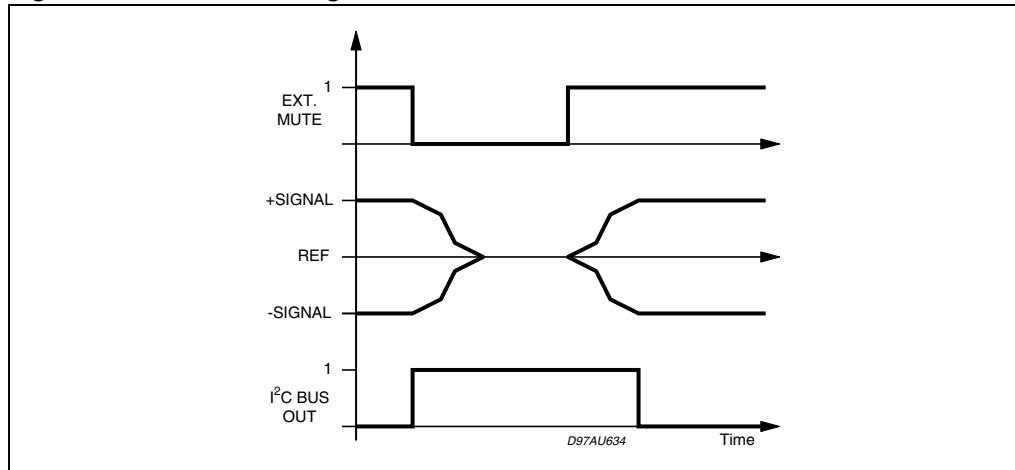 1
EXT.
MUTE
+SIGNAL
REF
-SIGNAL
1
I²C BUS
OUT
D97AU634
Time